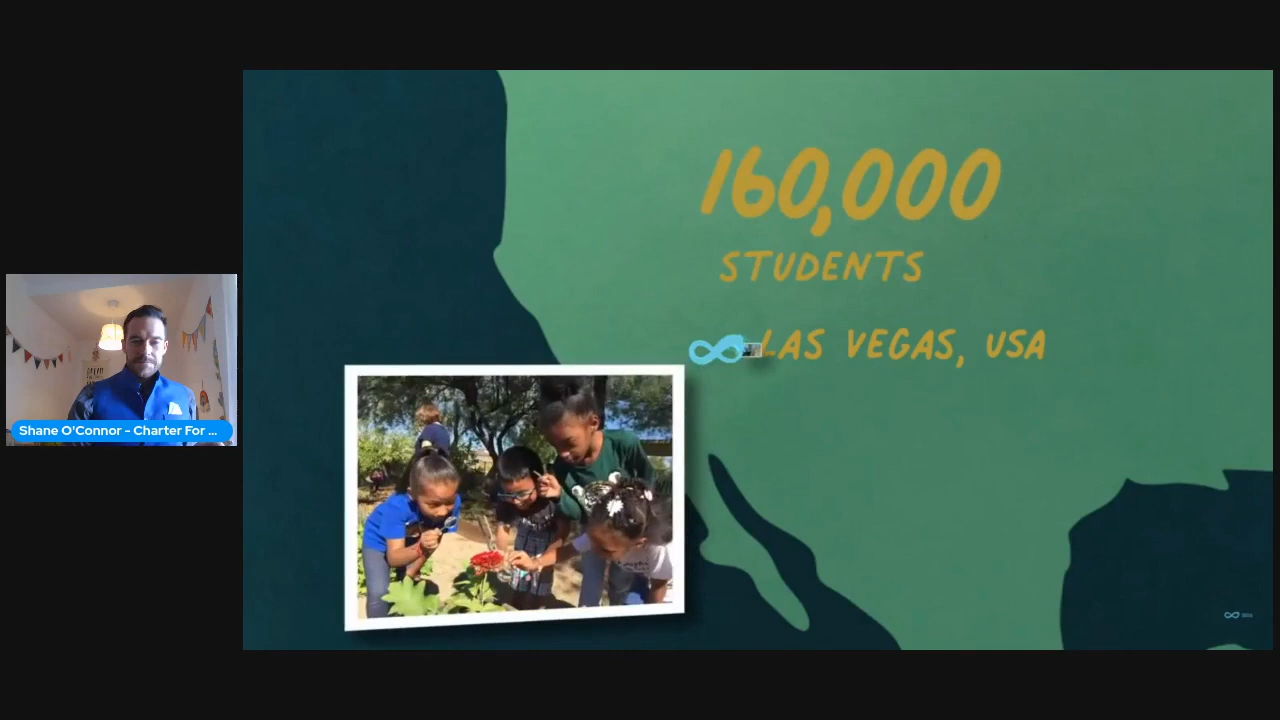 160,000
STUDENTS
LAS VEGAS, USA
Shane O'Connor - Charter For ...